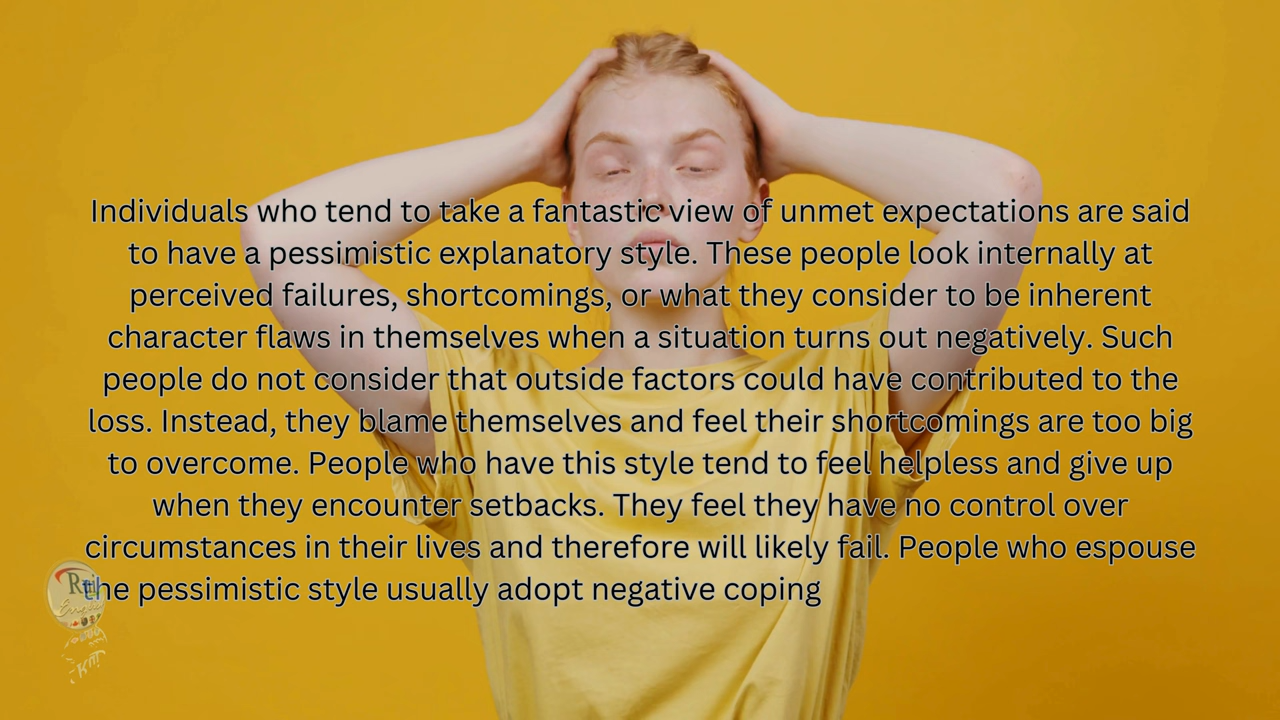 Individuals who tend to take a fantastic view of unmet expectations are said
to have a pessimistic explanatory style. These people look internally at
perceived failures, shortcomings, or what they consider to be inherent
character flaws in themselves when a situation turns out negatively. Such
people do not consider that outside factors could have contributed to the
loss. Instead, they blame themselves and feel their shortcomings are too big
to overcome. People who have this style tend to feel helpless and give up
when they encounter setbacks. They feel they have no control over
circumstances in their lives and therefore will likely fail. People who espouse
the pessimistic style usually adopt negative coping